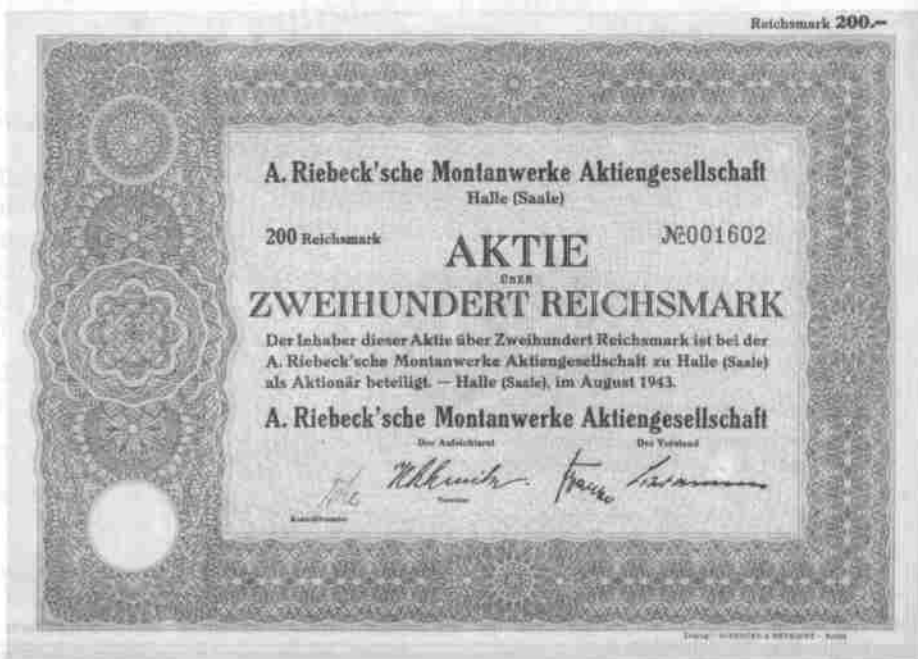 Reichsmark 200.—
A. Riebeck'sche Montanwerke Aktiengesellschaft
Halle (Saale)
200 Reichsmark
№ 001602
AKTIE
ÜBER
ZWEIHUNDERT REICHSMARK
Der Inhaber dieser Aktie über Zweihundert Reichsmark ist bei der
A. Riebeck'sche Montanwerke Aktiengesellschaft zu Halle (Saale)
als Aktionär beteiligt. — Halle (Saale), im August 1943.
A. Riebeck'sche Montanwerke Aktiengesellschaft
Der Aufsichtsrat
Der Vorstand